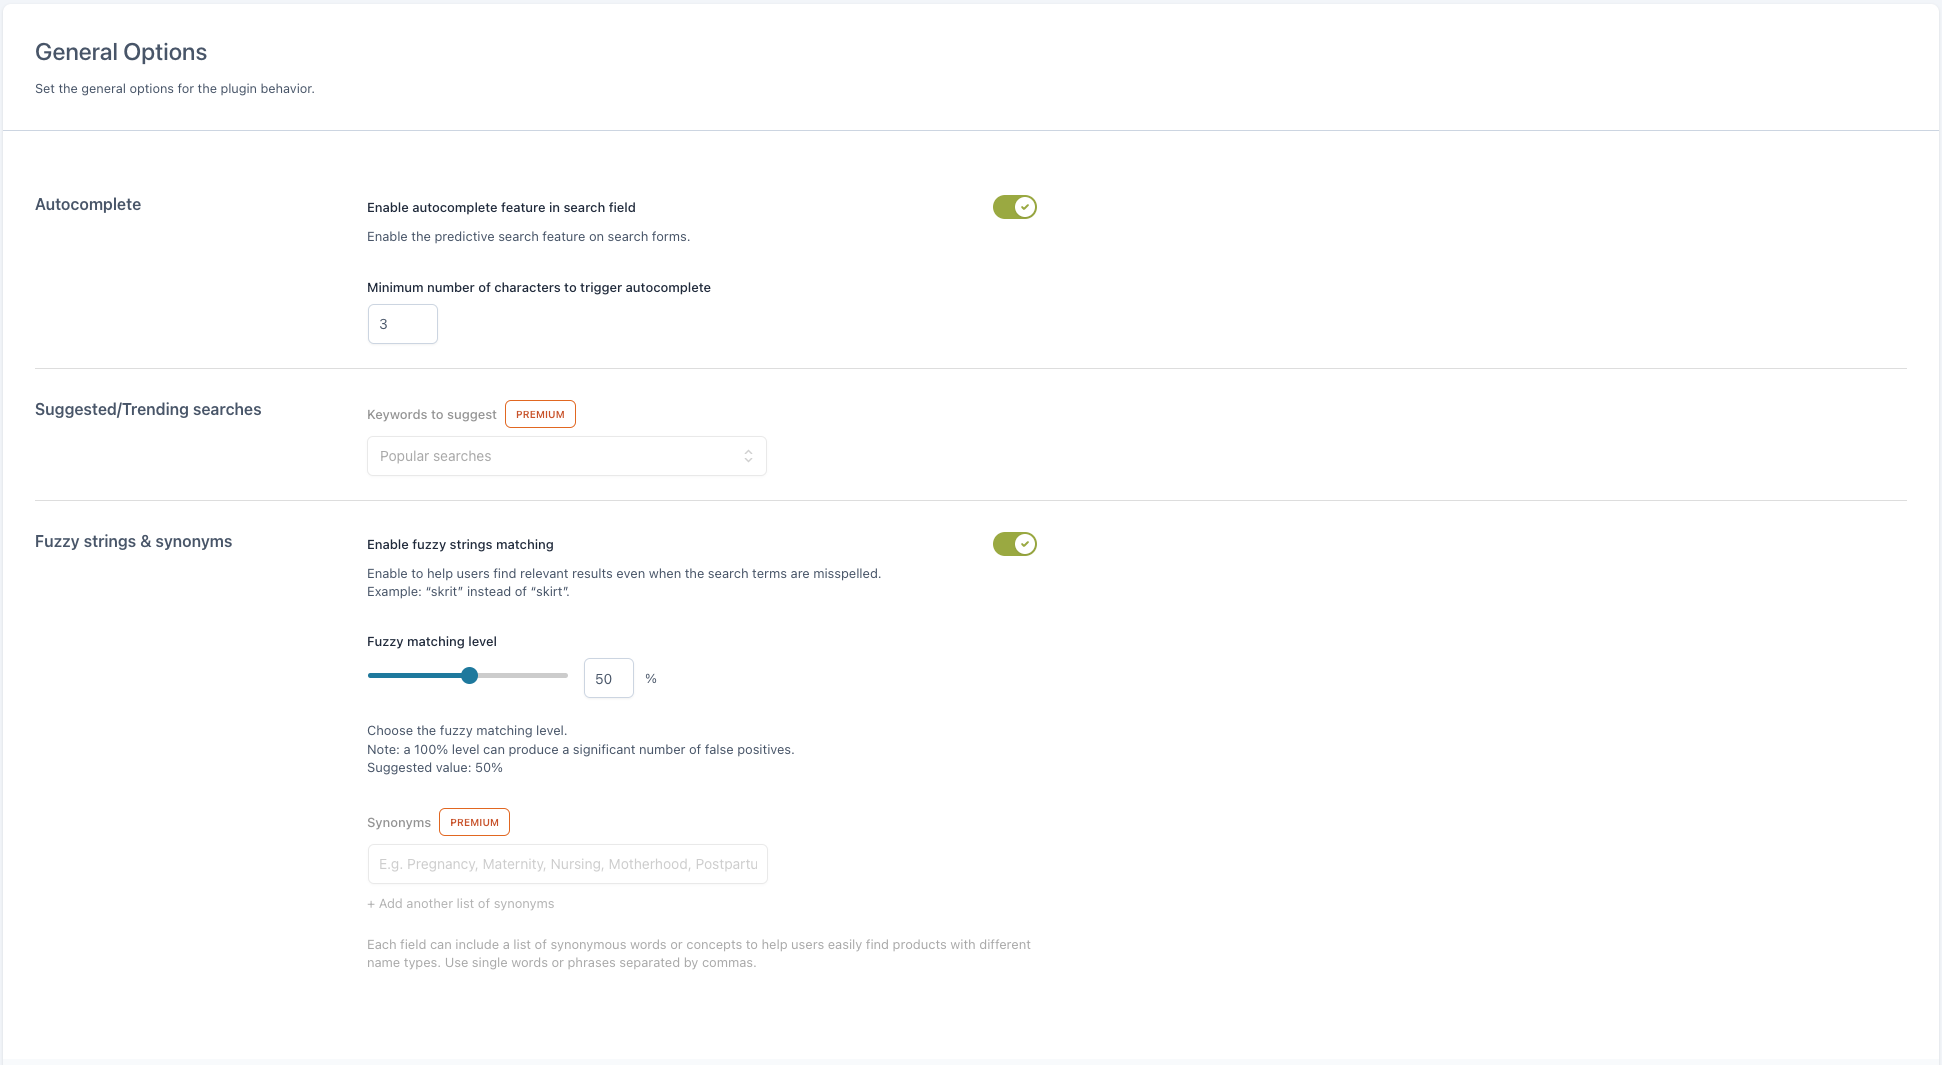 General Options
Set the general options for the plugin behavior.
Autocomplete
Enable autocomplete feature in search field
Enable the predictive search feature on search forms.
Minimum number of characters to trigger autocomplete
3
Suggested/Trending searches
Keywords to suggest PREMIUM
Popular searches
Fuzzy strings & synonyms
Enable fuzzy strings matching
Enable to help users find relevant results even when the search terms are misspelled.
Example: “skrit” instead of “skirt”.
Fuzzy matching level
50 %
Choose the fuzzy matching level.
Note: a 100% level can produce a significant number of false positives.
Suggested value: 50%
Synonyms PREMIUM
E.g. Pregnancy, Maternity, Nursing, Motherhood, Postpartu
+ Add another list of synonyms
Each field can include a list of synonymous words or concepts to help users easily find products with different
name types. Use single words or phrases separated by commas.